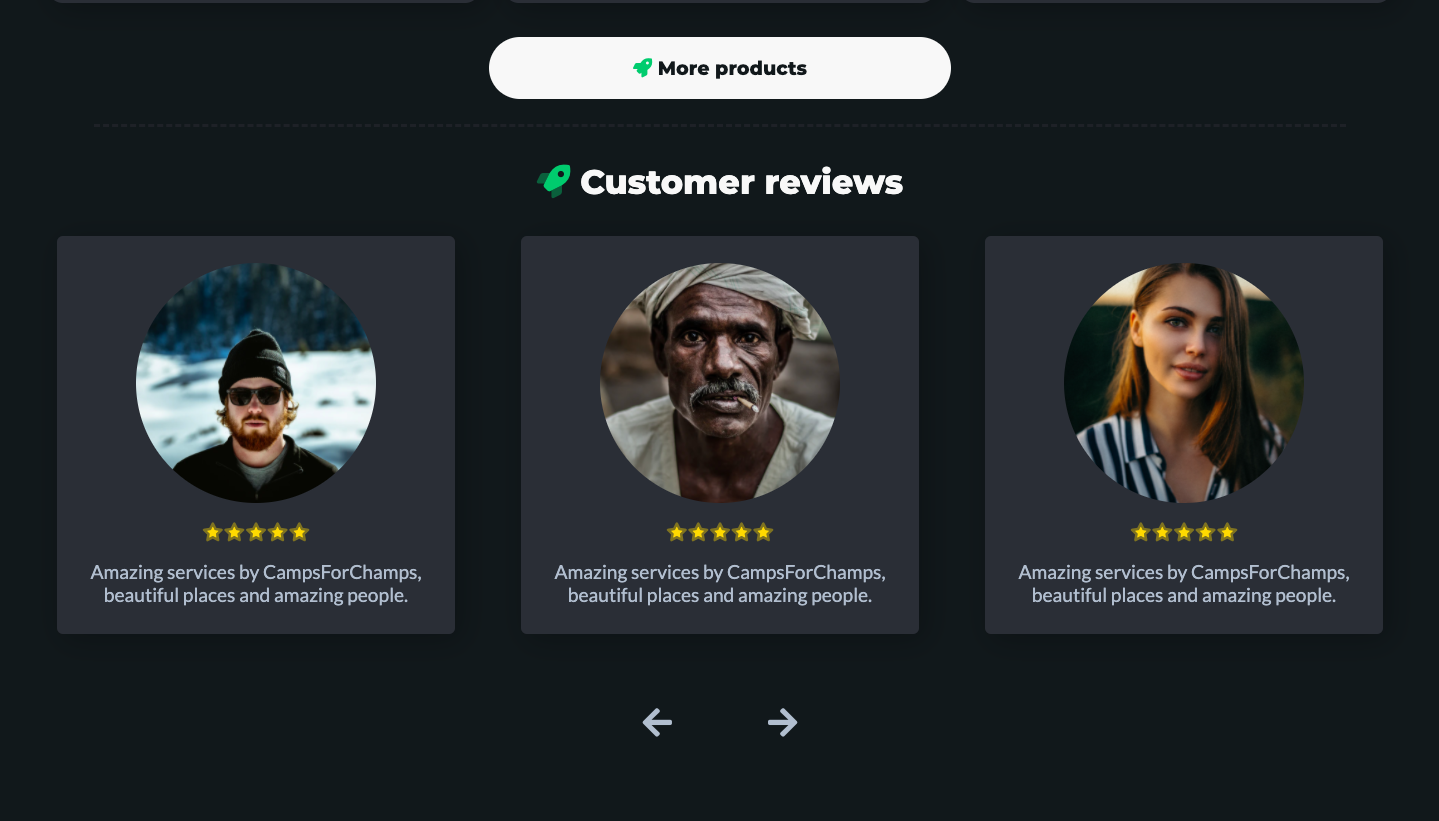 More products
Customer reviews
Amazing services by CampsForChamps,
beautiful places and amazing people.
Amazing services by CampsForChamps,
beautiful places and amazing people.
Amazing services by CampsForChamps,
beautiful places and amazing people.